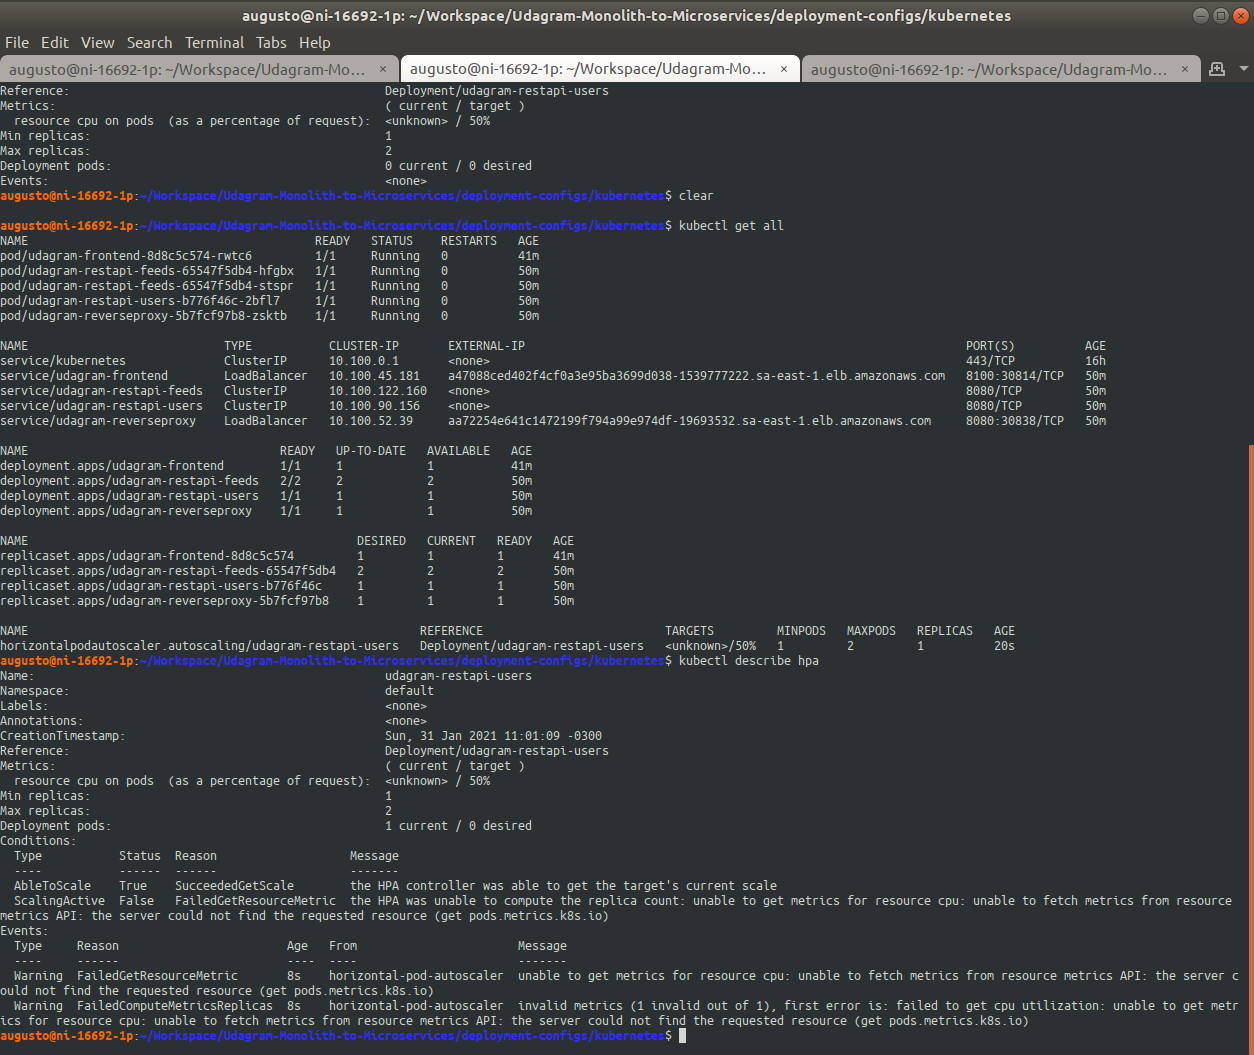 augusto@ni-16692-1p: ~/Workspace/Udagram-Monolith-to-Microservices/deployment-configs/kubernetes
File Edit View Search Terminal Tabs Help
augusto@ni-16692-1p: ~/Workspace/Udagram-Mo... × augusto@ni-16692-1p: ~/Workspace/Udagram-Mo... × augusto@ni-16692-1p: ~/Workspace/Udagram-Mo... ×
Reference: Deployment/udagram-restapi-users
Metrics: ( current / target )
resource cpu on pods (as a percentage of request): <unknown> / 50%
Min replicas: 1
Max replicas: 2
Deployment pods: 0 current / 0 desired
Events: <none>
augusto@ni-16692-1p:~/Workspace/Udagram-Monolith-to-Microservices/deployment-configs/kubernetes$ clear
augusto@ni-16692-1p:~/Workspace/Udagram-Monolith-to-Microservices/deployment-configs/kubernetes$ kubectl get all
NAME READY STATUS RESTARTS AGE
pod/udagram-frontend-8d8c5c574-rwtc6 1/1 Running 0 41m
pod/udagram-restapi-feeds-65547f5db4-hfgbx 1/1 Running 0 50m
pod/udagram-restapi-feeds-65547f5db4-stspr 1/1 Running 0 50m
pod/udagram-restapi-users-b776f46c-2bfl7 1/1 Running 0 50m
pod/udagram-reverseproxy-5b7fcf97b8-zsktb 1/1 Running 0 50m
NAME TYPE CLUSTER-IP EXTERNAL-IP PORT(S) AGE
service/kubernetes ClusterIP 10.100.0.1 <none> 443/TCP 16h
service/udagram-frontend LoadBalancer 10.100.45.181 a47088ced402f4cf0a3e95ba3699d038-1539777222.sa-east-1.elb.amazonaws.com 8100:30814/TCP 50m
service/udagram-restapi-feeds ClusterIP 10.100.122.160 <none> 8080/TCP 50m
service/udagram-restapi-users ClusterIP 10.100.90.156 <none> 8080/TCP 50m
service/udagram-reverseproxy LoadBalancer 10.100.52.39 aa72254e641c1472199f794a99e974df-19693532.sa-east-1.elb.amazonaws.com 8080:30838/TCP 50m
NAME READY UP-TO-DATE AVAILABLE AGE
deployment.apps/udagram-frontend 1/1 1 1 41m
deployment.apps/udagram-restapi-feeds 2/2 2 2 50m
deployment.apps/udagram-restapi-users 1/1 1 1 50m
deployment.apps/udagram-reverseproxy 1/1 1 1 50m
NAME DESIRED CURRENT READY AGE
replicaset.apps/udagram-frontend-8d8c5c574 1 1 1 41m
replicaset.apps/udagram-restapi-feeds-65547f5db4 2 2 2 50m
replicaset.apps/udagram-restapi-users-b776f46c 1 1 1 50m
replicaset.apps/udagram-reverseproxy-5b7fcf97b8 1 1 1 50m
NAME REFERENCE TARGETS MINPODS MAXPODS REPLICAS AGE
horizontalpodautoscaler.autoscaling/udagram-restapi-users Deployment/udagram-restapi-users <unknown>/50% 1 2 1 20s
augusto@ni-16692-1p:~/Workspace/Udagram-Monolith-to-Microservices/deployment-configs/kubernetes$ kubectl describe hpa
Name: udagram-restapi-users
Namespace: default
Labels: <none>
Annotations: <none>
CreationTimestamp: Sun, 31 Jan 2021 11:01:09 -0300
Reference: Deployment/udagram-restapi-users
Metrics: ( current / target )
resource cpu on pods (as a percentage of request): <unknown> / 50%
Min replicas: 1
Max replicas: 2
Deployment pods: 1 current / 0 desired
Conditions:
Type Status Reason Message
---- ------ ------ -------
AbleToScale True SucceededGetScale the HPA controller was able to get the target's current scale
ScalingActive False FailedGetResourceMetric the HPA was unable to compute the replica count: unable to get metrics for resource cpu: unable to fetch metrics from resource
metrics API: the server could not find the requested resource (get pods.metrics.k8s.io)
Events:
Type Reason Age From Message
---- ------ ---- ---- -------
Warning FailedGetResourceMetric 8s horizontal-pod-autoscaler unable to get metrics for resource cpu: unable to fetch metrics from resource metrics API: the server c
ould not find the requested resource (get pods.metrics.k8s.io)
Warning FailedComputeMetricsReplicas 8s horizontal-pod-autoscaler invalid metrics (1 invalid out of 1), first error is: failed to get cpu utilization: unable to get metr
ics for resource cpu: unable to fetch metrics from resource metrics API: the server could not find the requested resource (get pods.metrics.k8s.io)
augusto@ni-16692-1p:~/Workspace/Udagram-Monolith-to-Microservices/deployment-configs/kubernetes$